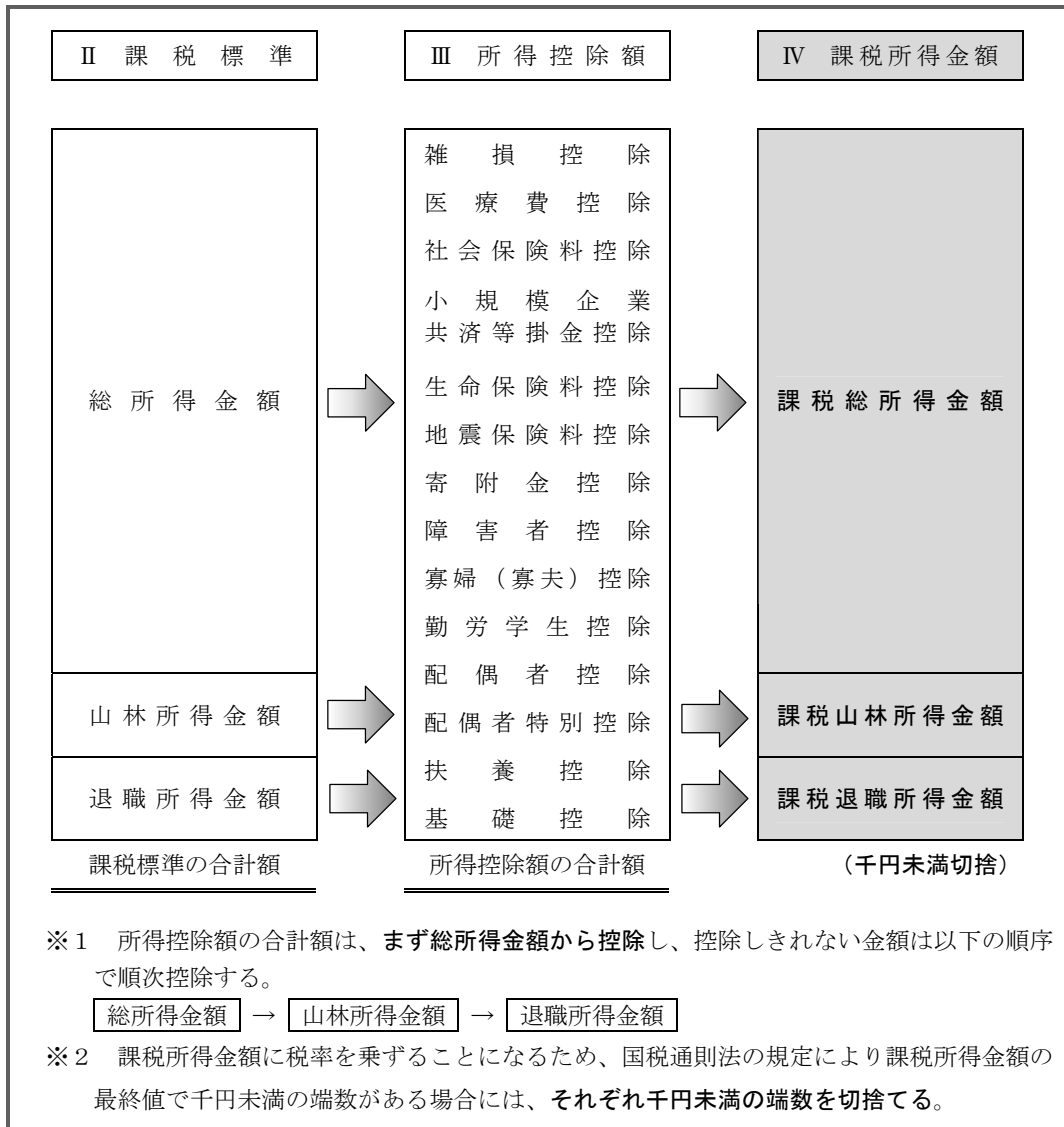 Ⅱ 課税標準
Ⅲ 所得控除額
Ⅳ 課税所得金額
総所得金額
山林所得金額
退職所得金額
課税標準の合計額
雑損控除
医療費控除
社会保険料控除
小規模企業
共済等掛金控除
生命保険料控除
地震保険料控除
寄附金控除
障害者控除
寡婦（寡夫）控除
勤労学生控除
配偶者控除
配偶者特別控除
扶養控除
基礎控除
所得控除額の合計額
課税総所得金額
課税山林所得金額
課税退職所得金額
（千円未満切捨）
※１ 所得控除額の合計額は、まず総所得金額から控除し、控除しきれない金額は以下の順序
で順次控除する。
総所得金額 → 山林所得金額 → 退職所得金額
※２ 課税所得金額に税率を乗ずることになるため、国税通則法の規定により課税所得金額の
最終値で千円未満の端数がある場合には、それぞれ千円未満の端数を切捨てる。